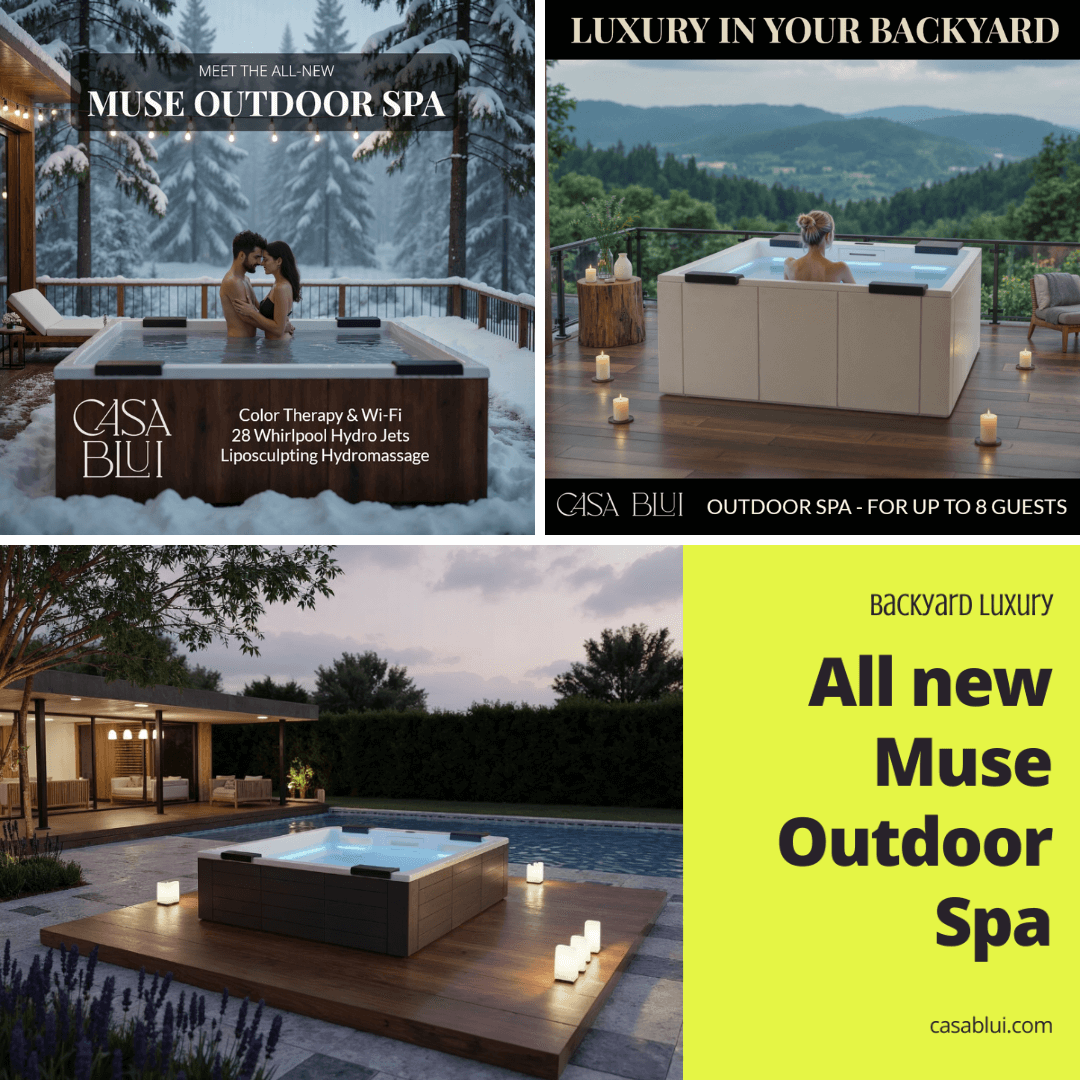 MEET THE ALL-NEW
MUSE OUTDOOR SPA
CASA
BLUI
Color Therapy & Wi-Fi
28 Whirlpool Hydro Jets
Liposculpting Hydromassage
LUXURY IN YOUR BACKYARD
CASA BLUI
OUTDOOR SPA - FOR UP TO 8 GUESTS
Backyard Luxury
All new
Muse
Outdoor
Spa
casablui.com